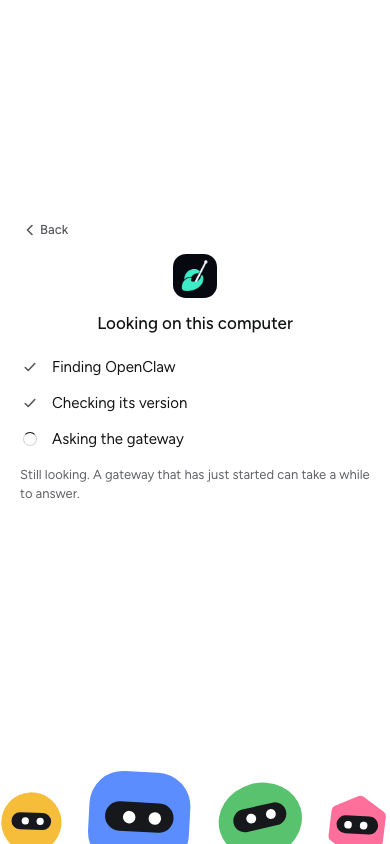 Back
Looking on this computer
Finding OpenClaw
Checking its version
Asking the gateway
Still looking. A gateway that has just started can take a while
to answer.